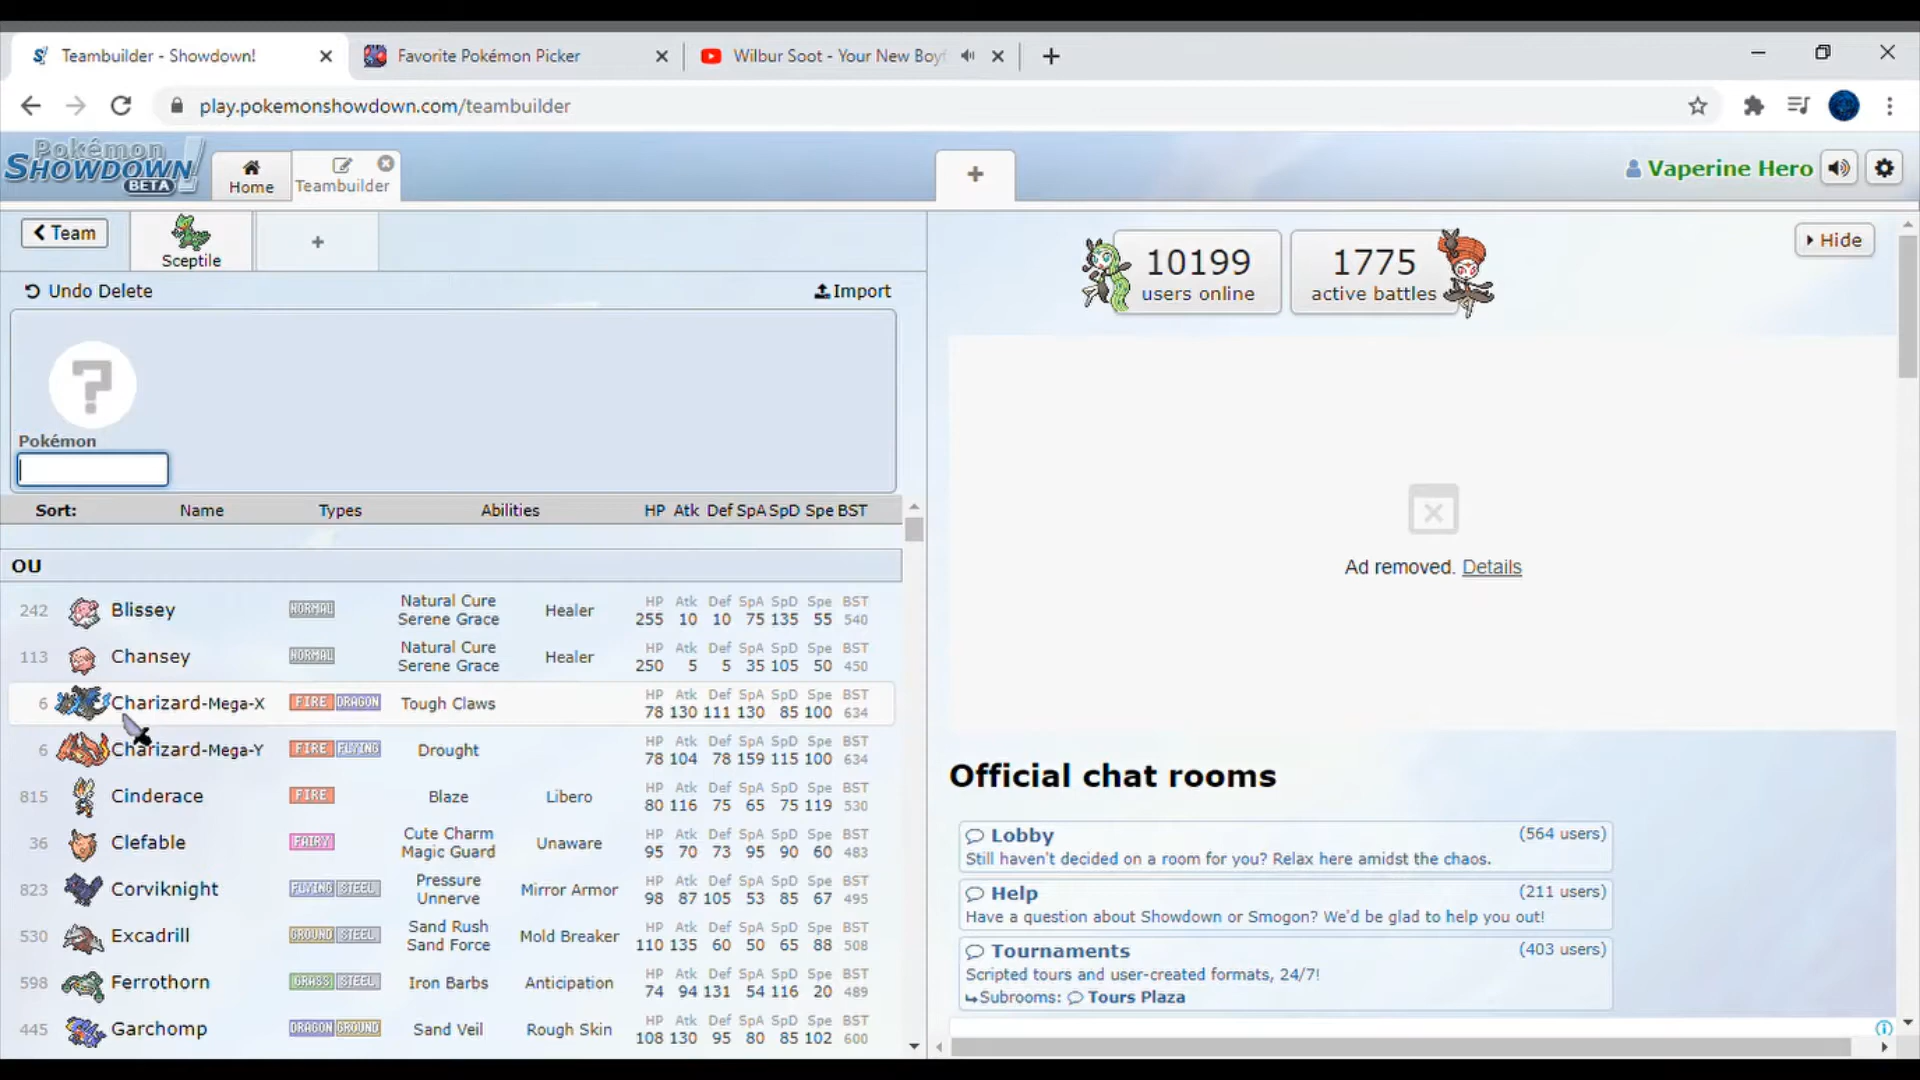 Teambuilder - Showdown!
Favorite Pokémon Picker
Wilbur Soot - Your New Boyf
play.pokemonshowdown.com/teambuilder
Pokémon
SHOWDOWN!
BETA
Home
Teambuilder
+
Vaperine Hero
Team
Sceptile
+
Undo Delete
Import
?
Pokémon
Sort: Name Types Abilities HP Atk Def SpA SpD Spe BST
OU
242 Blissey NORMAL Natural Cure Serene Grace Healer HP 255 Atk 10 Def 10 SpA 75 SpD 135 Spe 55 BST 540
113 Chansey NORMAL Natural Cure Serene Grace Healer HP 250 Atk 5 Def 5 SpA 35 SpD 105 Spe 50 BST 450
6 Charizard-Mega-X FIRE DRAGON Tough Claws HP 78 Atk 130 Def 111 SpA 130 SpD 85 Spe 100 BST 634
6 Charizard-Mega-Y FIRE FLYING Drought HP 78 Atk 104 Def 78 SpA 159 SpD 115 Spe 100 BST 634
815 Cinderace FIRE Blaze Libero HP 80 Atk 116 Def 75 SpA 65 SpD 75 Spe 119 BST 530
36 Clefable FAIRY Cute Charm Magic Guard Unaware HP 95 Atk 70 Def 73 SpA 95 SpD 90 Spe 60 BST 483
823 Corviknight FLYING STEEL Pressure Unnerve Mirror Armor HP 98 Atk 87 Def 105 SpA 53 SpD 85 Spe 67 BST 495
530 Excadrill GROUND STEEL Sand Rush Sand Force Mold Breaker HP 110 Atk 135 Def 60 SpA 50 SpD 65 Spe 88 BST 508
598 Ferrothorn GRASS STEEL Iron Barbs Anticipation HP 74 Atk 94 Def 131 SpA 54 SpD 116 Spe 20 BST 489
445 Garchomp DRAGON GROUND Sand Veil Rough Skin HP 108 Atk 130 Def 95 SpA 80 SpD 85 Spe 102 BST 600
10199
users online
1775
active battles
Hide
Ad removed. Details
Official chat rooms
Lobby (564 users)
Still haven't decided on a room for you? Relax here amidst the chaos.
Help (211 users)
Have a question about Showdown or Smogon? We'd be glad to help you out!
Tournaments (403 users)
Scripted tours and user-created formats, 24/7!
Subrooms: Tours Plaza